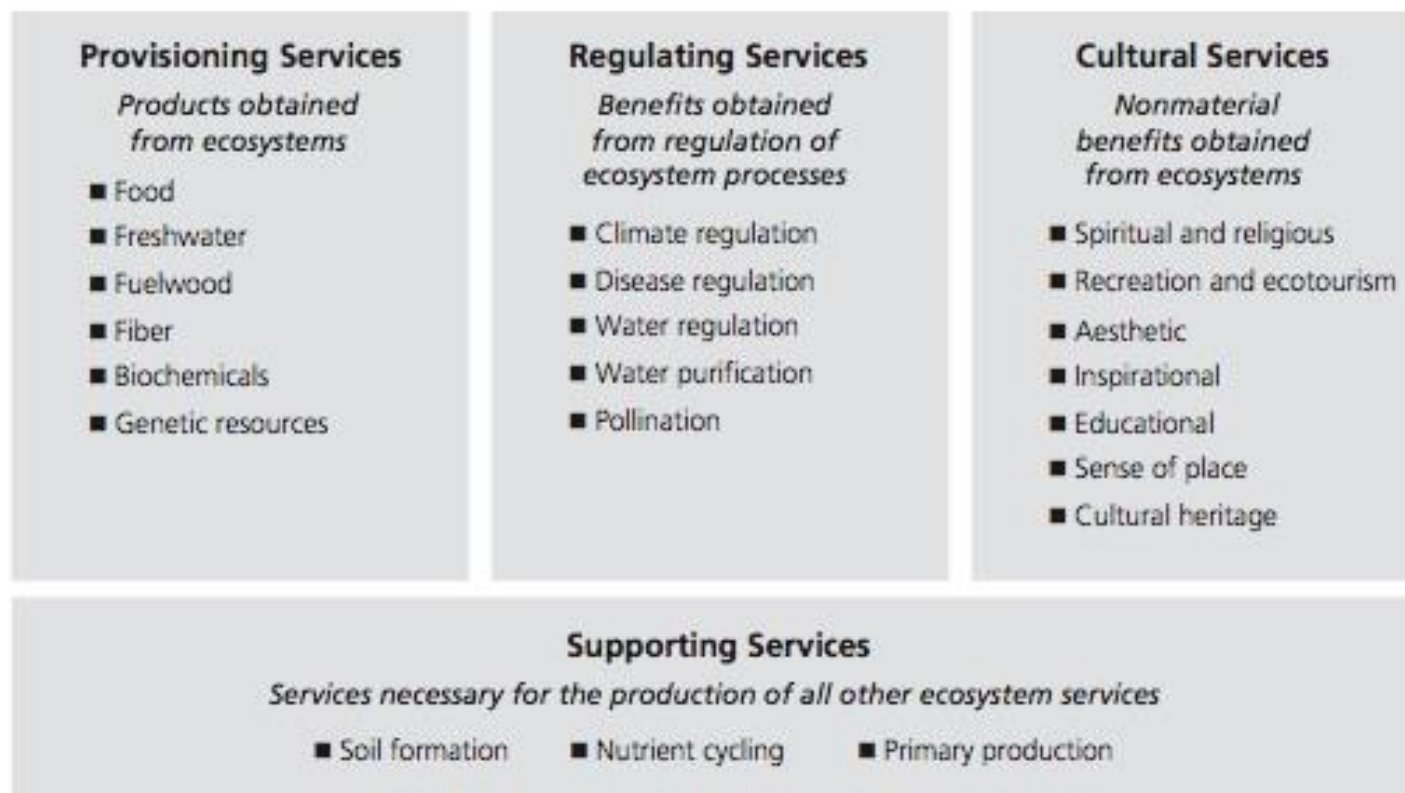 Provisioning Services
Products obtained
from ecosystems
■ Food
■ Freshwater
■ Fuelwood
■ Fiber
■ Biochemicals
■ Genetic resources
Regulating Services
Benefits obtained
from regulation of
ecosystem processes
■ Climate regulation
■ Disease regulation
■ Water regulation
■ Water purification
■ Pollination
Cultural Services
Nonmaterial
benefits obtained
from ecosystems
■ Spiritual and religious
■ Recreation and ecotourism
■ Aesthetic
■ Inspirational
■ Educational
■ Sense of place
■ Cultural heritage
Supporting Services
Services necessary for the production of all other ecosystem services
■ Soil formation ■ Nutrient cycling ■ Primary production